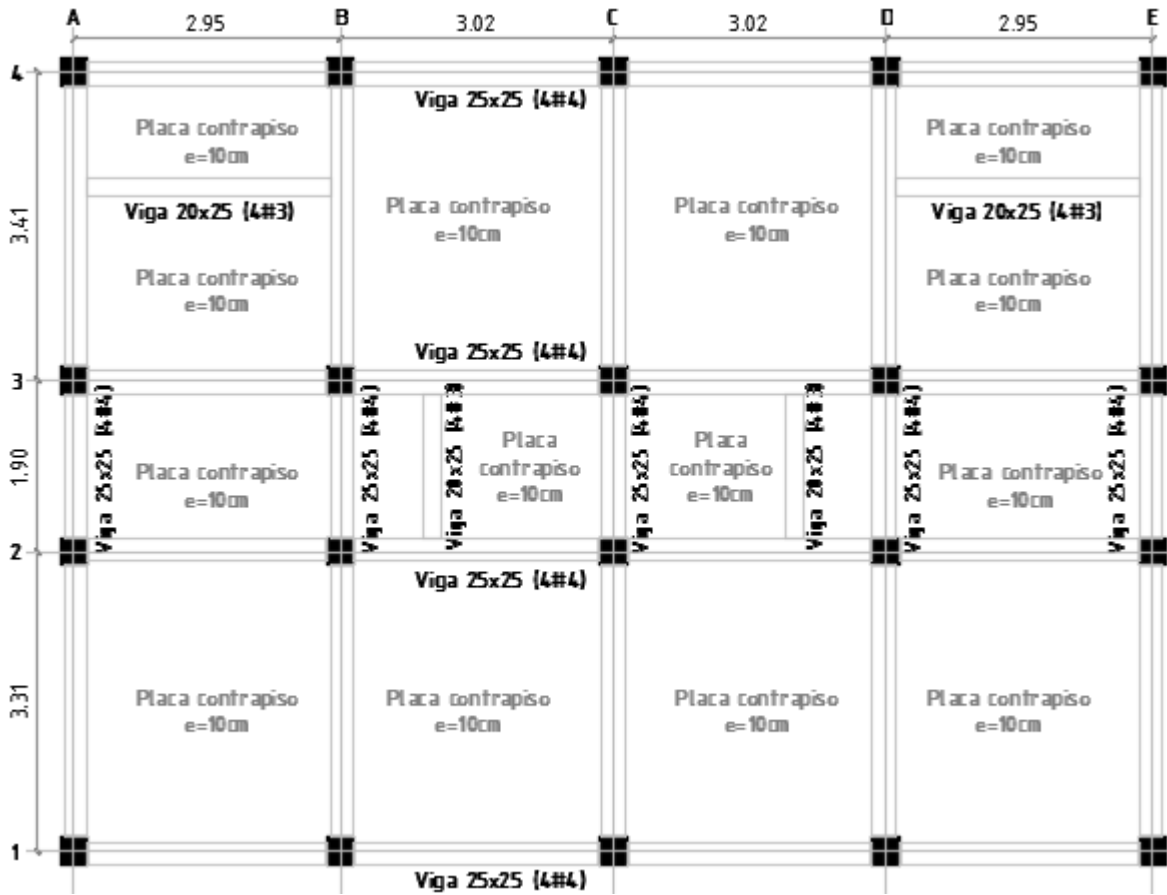 A B C D E
2.95 3.02 3.02 2.95
4
Viga 25x25 (4#4)
Placa contrapiso
e=10cm
Placa contrapiso
e=10cm
Viga 20x25 (4#3)
Placa contrapiso
e=10cm
Placa contrapiso
e=10cm
Viga 20x25 (4#3)
3.41
Placa contrapiso
e=10cm
Placa contrapiso
e=10cm
Viga 25x25 (4#4)
3
Viga 25x25 (4#4)
Viga 25x25 (4#4)
Viga 20x25 (4#3)
Viga 25x25 (4#4)
Viga 20x25 (4#3)
Viga 25x25 (4#4)
Viga 25x25 (4#4)
1.90
Placa contrapiso
e=10cm
Placa
contrapiso
e=10cm
Placa
contrapiso
e=10cm
Placa contrapiso
e=10cm
2
Viga 25x25 (4#4)
3.31
Placa contrapiso
e=10cm
Placa contrapiso
e=10cm
Placa contrapiso
e=10cm
Placa contrapiso
e=10cm
1
Viga 25x25 (4#4)